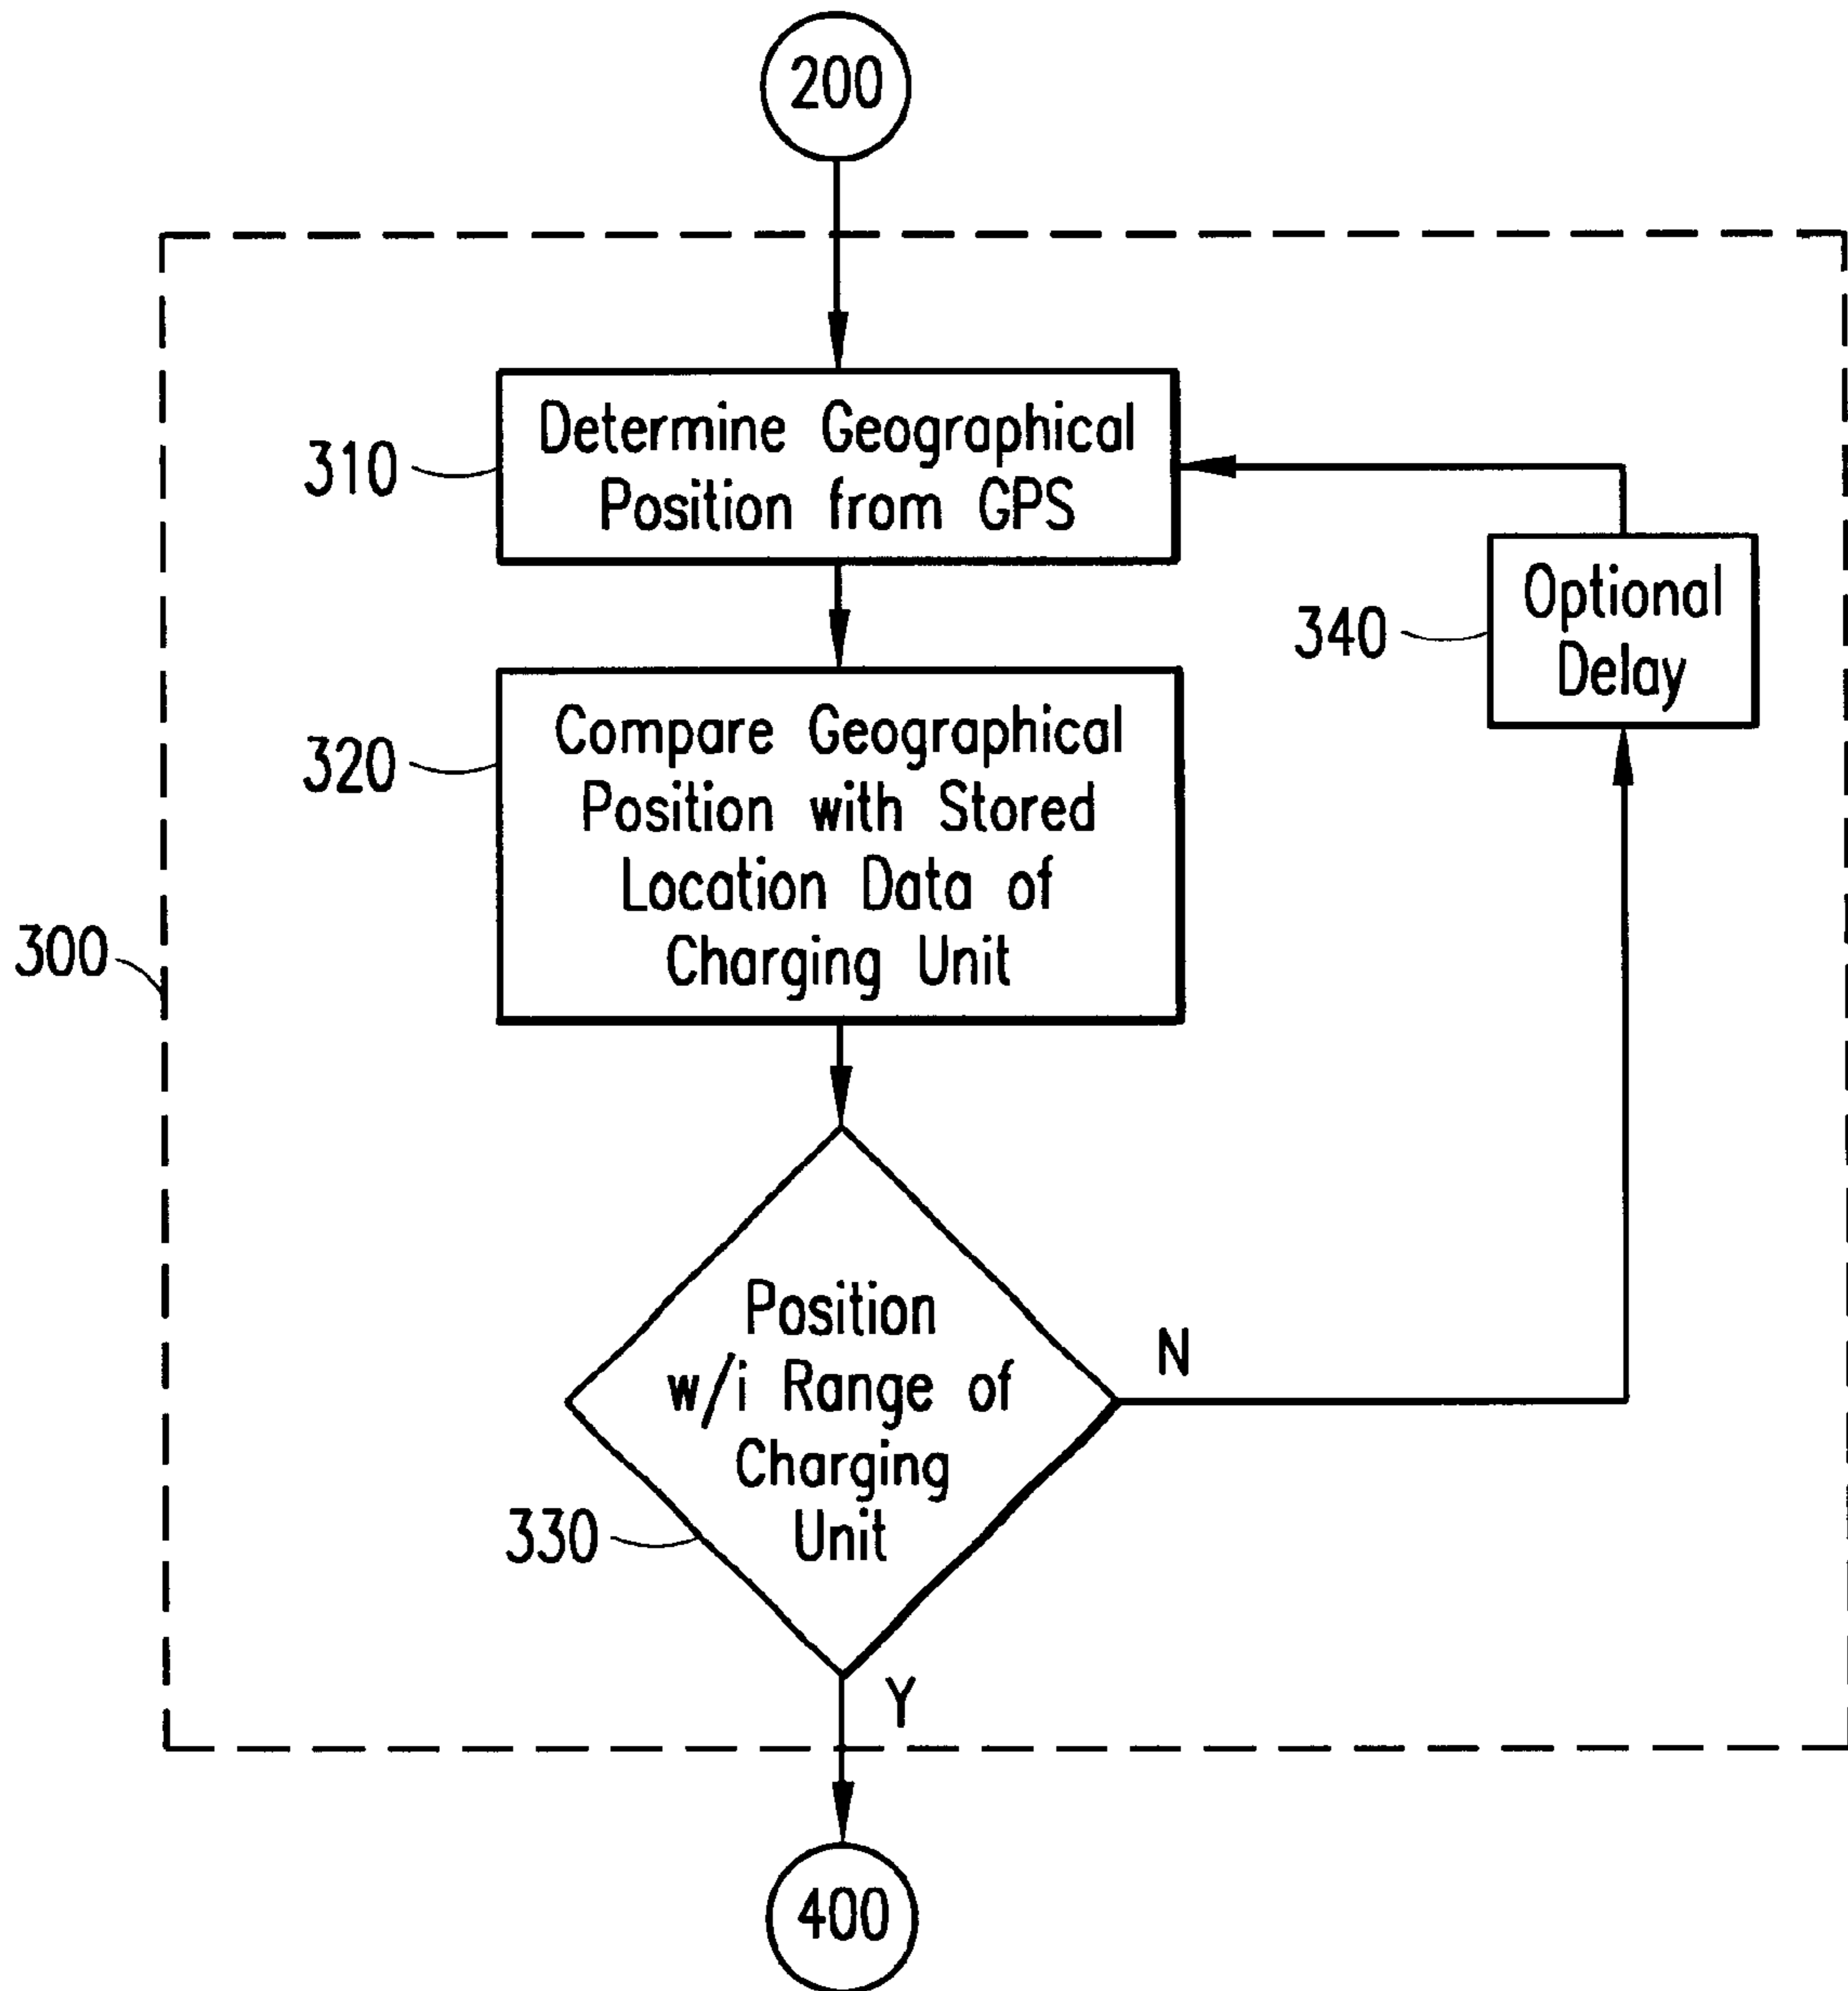 200
310
Determine Geographical
Position from GPS
340
Optional
Delay
320
Compare Geographical
Position with Stored
Location Data of
Charging Unit
300
Position
w/i Range of
Charging
Unit
N
330
Y
400